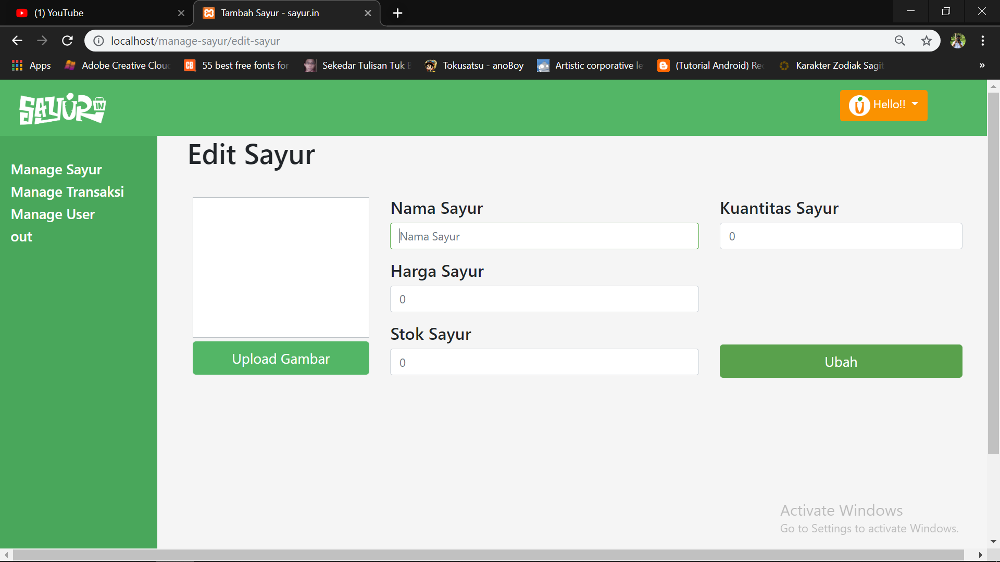 (1) YouTube
Tambah Sayur - sayur.in
localhost/manage-sayur/edit-sayur
Apps
Adobe Creative Clou
55 best free fonts for
Sekedar Tulisan Tuk
Tokusatsu - anoBoy
Artistic corporative le
(Tutorial Android) Re
Karakter Zodiak Sagit
»
SAYUR IN
Hello!!
Edit Sayur
Manage Sayur
Manage Transaksi
Manage User
out
Nama Sayur
Nama Sayur
Kuantitas Sayur
0
Harga Sayur
0
Stok Sayur
0
Upload Gambar
Ubah
Activate Windows
Go to Settings to activate Windows.